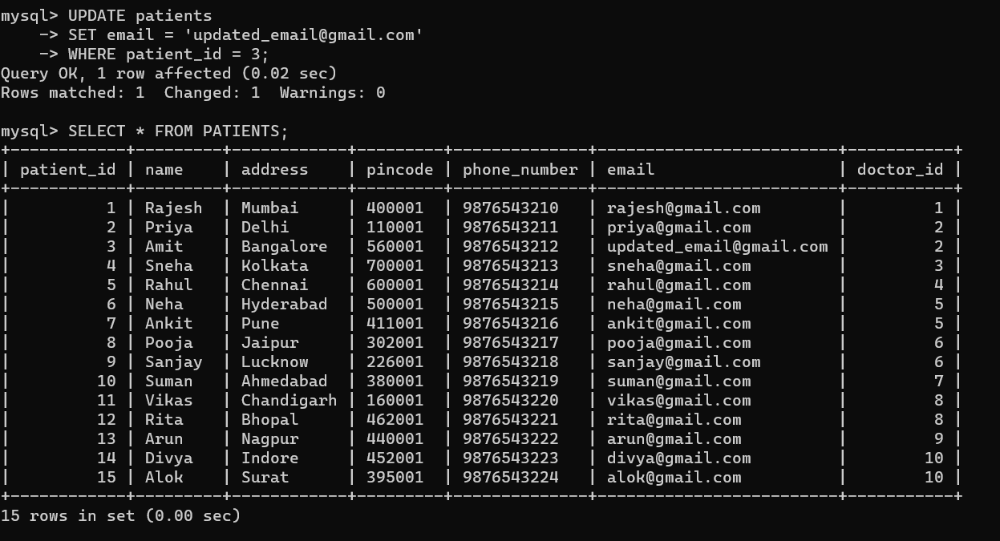 mysql> UPDATE patients
    -> SET email = 'updated_email@gmail.com'
    -> WHERE patient_id = 3;
Query OK, 1 row affected (0.02 sec)
Rows matched: 1  Changed: 1  Warnings: 0

mysql> SELECT * FROM PATIENTS;
+------------+---------+------------+---------+--------------+-------------------------+-----------+
| patient_id | name    | address    | pincode | phone_number | email                   | doctor_id |
+------------+---------+------------+---------+--------------+-------------------------+-----------+
|          1 | Rajesh  | Mumbai     | 400001  | 9876543210   | rajesh@gmail.com        |         1 |
|          2 | Priya   | Delhi      | 110001  | 9876543211   | priya@gmail.com         |         2 |
|          3 | Amit    | Bangalore  | 560001  | 9876543212   | updated_email@gmail.com |         2 |
|          4 | Sneha   | Kolkata    | 700001  | 9876543213   | sneha@gmail.com         |         3 |
|          5 | Rahul   | Chennai    | 600001  | 9876543214   | rahul@gmail.com         |         4 |
|          6 | Neha    | Hyderabad  | 500001  | 9876543215   | neha@gmail.com          |         5 |
|          7 | Ankit   | Pune       | 411001  | 9876543216   | ankit@gmail.com         |         5 |
|          8 | Pooja   | Jaipur     | 302001  | 9876543217   | pooja@gmail.com         |         6 |
|          9 | Sanjay  | Lucknow    | 226001  | 9876543218   | sanjay@gmail.com        |         6 |
|         10 | Suman   | Ahmedabad  | 380001  | 9876543219   | suman@gmail.com         |         7 |
|         11 | Vikas   | Chandigarh | 160001  | 9876543220   | vikas@gmail.com         |         8 |
|         12 | Rita    | Bhopal     | 462001  | 9876543221   | rita@gmail.com          |         8 |
|         13 | Arun    | Nagpur     | 440001  | 9876543222   | arun@gmail.com          |         9 |
|         14 | Divya   | Indore     | 452001  | 9876543223   | divya@gmail.com         |        10 |
|         15 | Alok    | Surat      | 395001  | 9876543224   | alok@gmail.com          |        10 |
+------------+---------+------------+---------+--------------+-------------------------+-----------+
15 rows in set (0.00 sec)